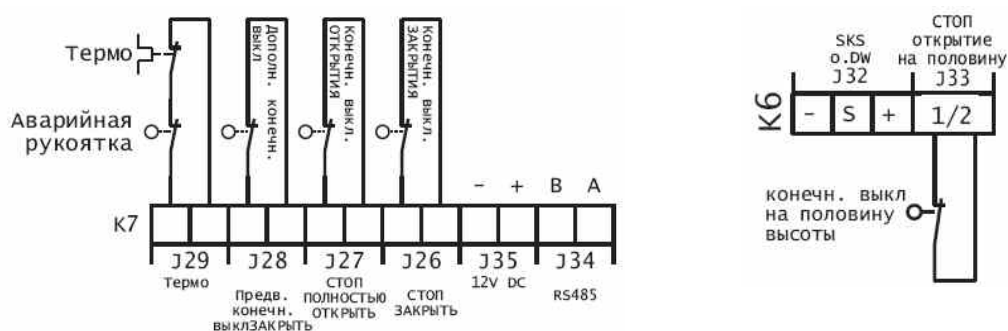 Термо
Аварийная
рукоятка
Дополн. конечн.
выкл
Конечн. выкл.
ОТКРЫТИЯ
Конечн. выкл.
ЗАКРЫТИЯ
- + B A
K7
J29 J28 J27 J26 J35 J34
Термо
Предв.
конечн.
выклЗАКРЫТЬ
СТОП
ПОЛНОСТЬЮ
ОТКРЫТЬ
СТОП
ЗАКРЫТЬ
12V DC
RS485
SKS
o.DW
J32
СТОП
открытие
на половину
J33
K6
- S + 1/2
конечн. выкл
на половину
высоты